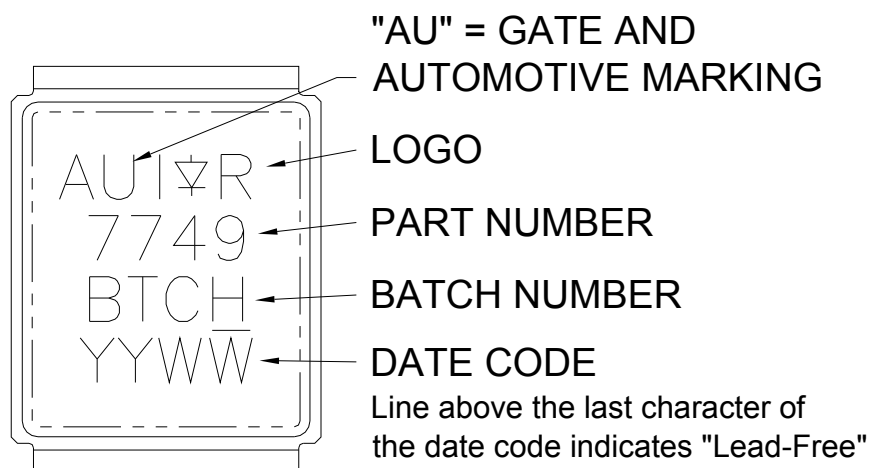 "AU" = GATE AND
AUTOMOTIVE MARKING
AUI R
LOGO
7749
PART NUMBER
BTCH
BATCH NUMBER
YYWW
DATE CODE
Line above the last character of
the date code indicates "Lead-Free"